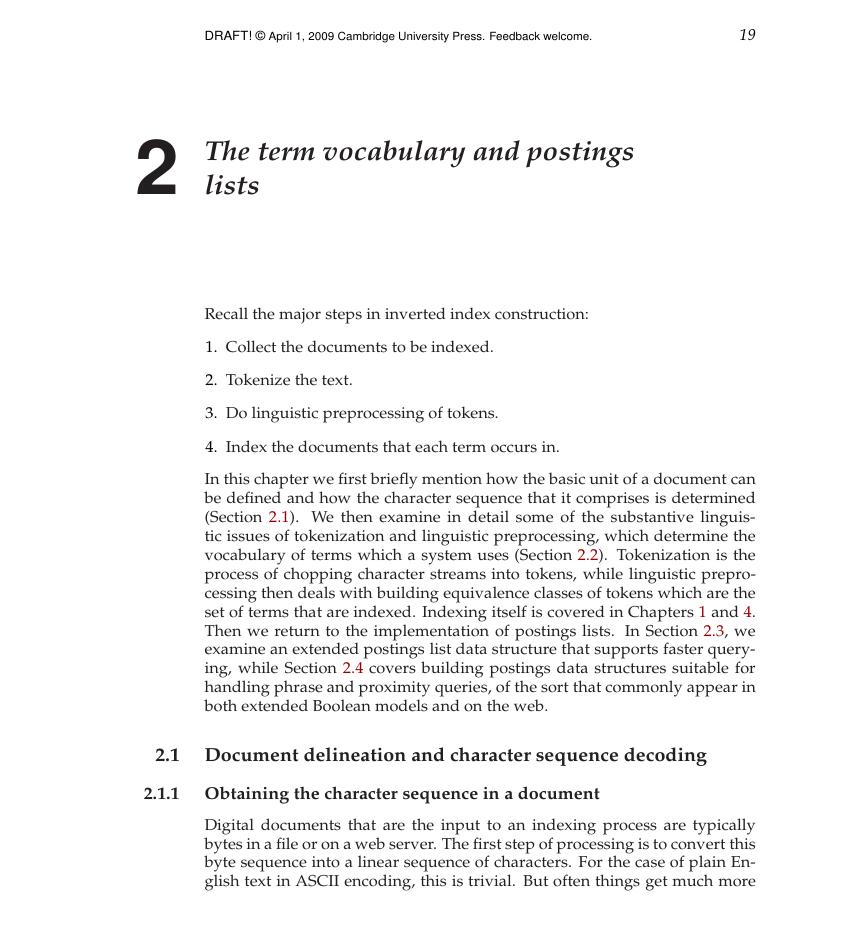 DRAFT! © April 1, 2009 Cambridge University Press. Feedback welcome. 19
2 The term vocabulary and postings
lists
Recall the major steps in inverted index construction:
1. Collect the documents to be indexed.
2. Tokenize the text.
3. Do linguistic preprocessing of tokens.
4. Index the documents that each term occurs in.
In this chapter we first briefly mention how the basic unit of a document can
be defined and how the character sequence that it comprises is determined
(Section 2.1). We then examine in detail some of the substantive linguis-
tic issues of tokenization and linguistic preprocessing, which determine the
vocabulary of terms which a system uses (Section 2.2). Tokenization is the
process of chopping character streams into tokens, while linguistic prepro-
cessing then deals with building equivalence classes of tokens which are the
set of terms that are indexed. Indexing itself is covered in Chapters 1 and 4.
Then we return to the implementation of postings lists. In Section 2.3, we
examine an extended postings list data structure that supports faster query-
ing, while Section 2.4 covers building postings data structures suitable for
handling phrase and proximity queries, of the sort that commonly appear in
both extended Boolean models and on the web.
2.1 Document delineation and character sequence decoding
2.1.1 Obtaining the character sequence in a document
Digital documents that are the input to an indexing process are typically
bytes in a file or on a web server. The first step of processing is to convert this
byte sequence into a linear sequence of characters. For the case of plain En-
glish text in ASCII encoding, this is trivial. But often things get much more